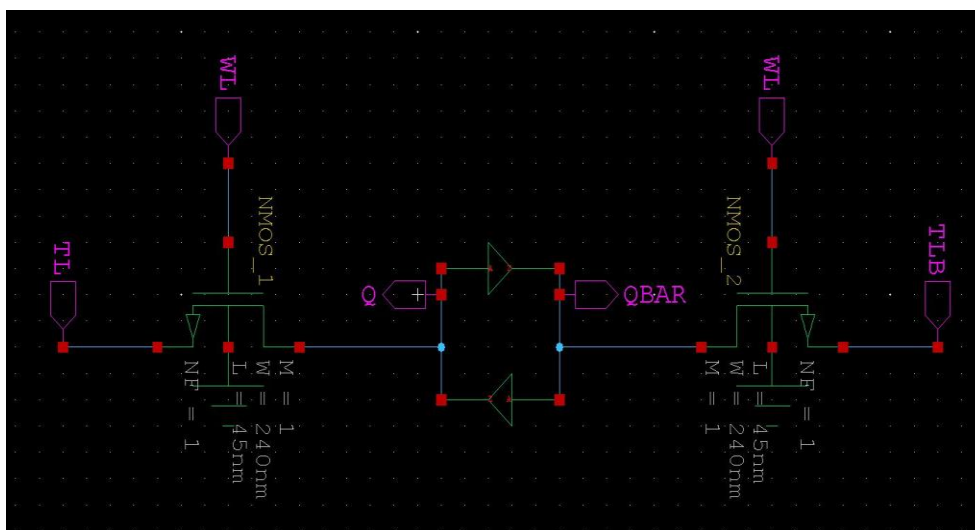 WL
WL
NMOS_1
NMOS_2
TL
TLB
Q
QBAR
NF = 1
L = 45nm
W = 240nm
M = 1
M = 1
W = 240nm
L = 45nm
NF = 1